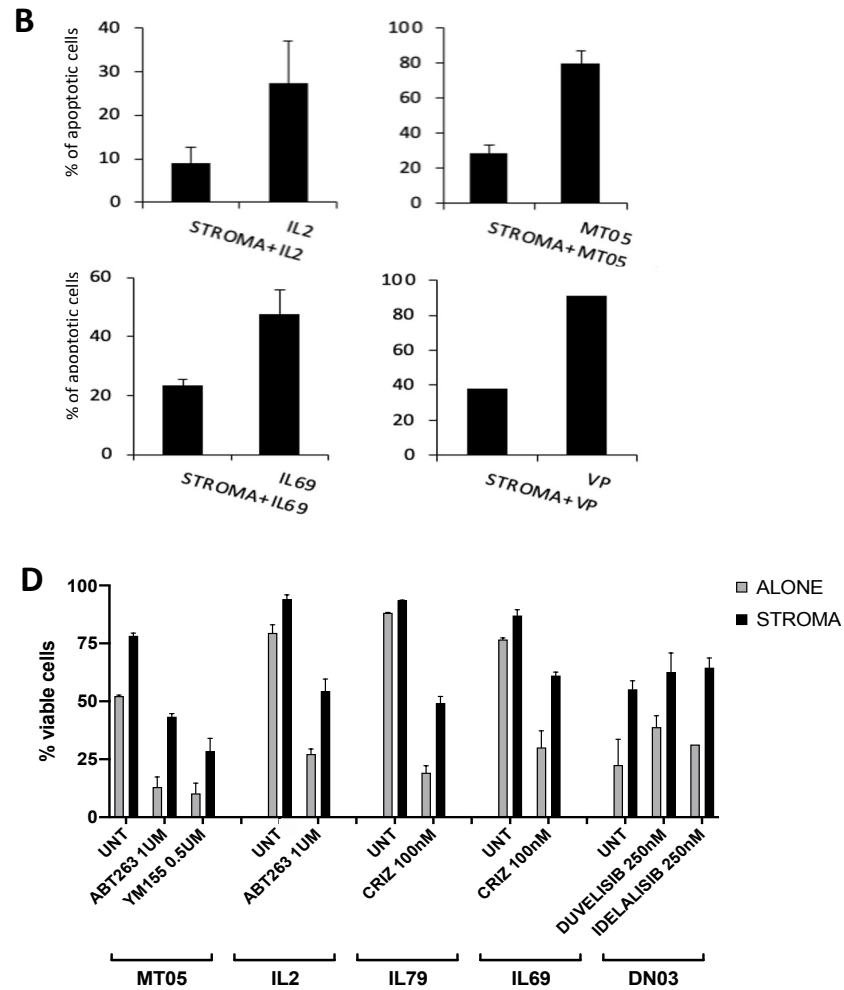 B
% of apoptotic cells
40
30
20
10
0
IL2
STROMA+IL2
100
80
60
40
20
0
MT05
STROMA+MT05
% of apoptotic cells
60
40
20
0
IL69
STROMA+IL69
100
80
60
40
20
0
VP
STROMA+VP
D
% viable cells
100
75
50
25
0
ALONE
STROMA
UNT
ABT263 1UM
YM155 0.5UM
UNT
ABT263 1UM
UNT
CRIZ 100nM
UNT
CRIZ 100nM
UNT
DUVELISIB 250nM
IDELALISIB 250nM
MT05 IL2 IL79 IL69 DN03